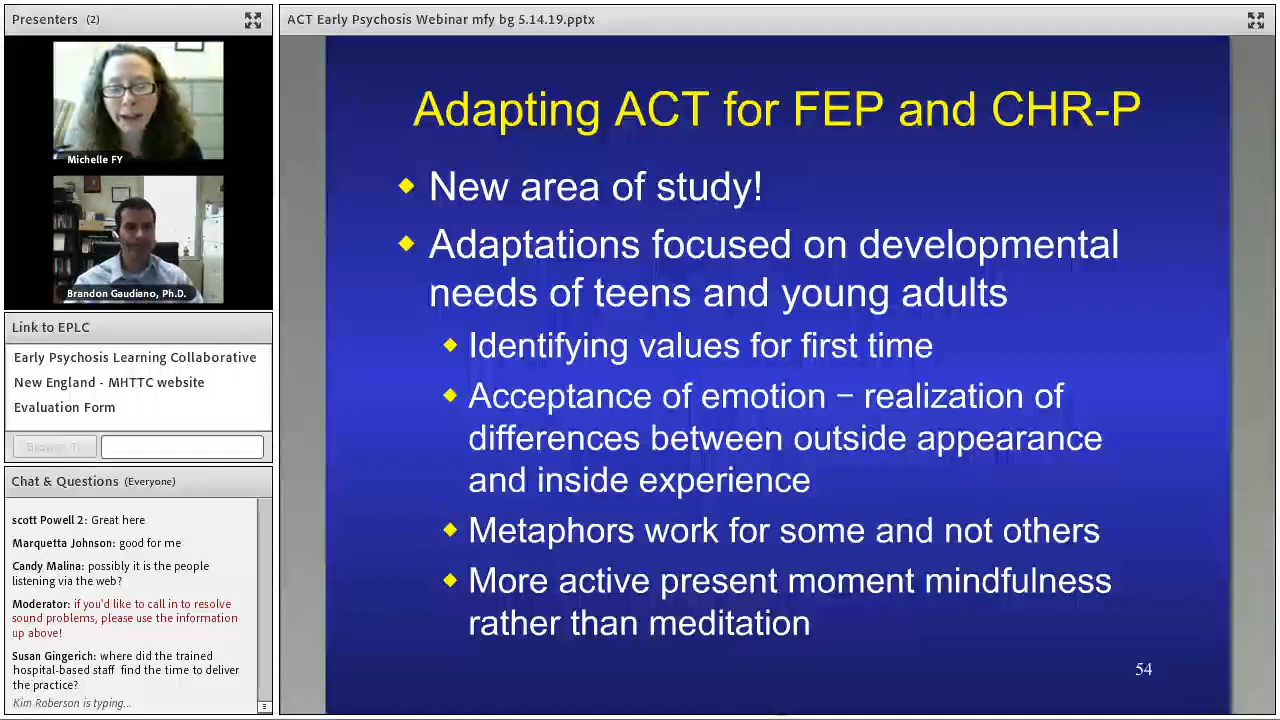 Presenters (2)
Michelle FY
Brandon Gaudiano, Ph.D.
Link to EPLC
Early Psychosis Learning Collaborative
New England - MHTTC website
Evaluation Form
Browse To
Chat & Questions (Everyone)
scott Powell 2: Great here
Marquetta Johnson: good for me
Candy Malina: possibly it is the people
listening via the web?
Moderator: if you'd like to call in to resolve
sound problems, please use the information
up above!
Susan Gingerich: where did the trained
hospital-based staff find the time to deliver
the practice?
Kim Roberson is typing...
ACT Early Psychosis Webinar mfy bg 5.14.19.pptx
Adapting ACT for FEP and CHR-P
New area of study!
Adaptations focused on developmental
needs of teens and young adults
Identifying values for first time
Acceptance of emotion – realization of
differences between outside appearance
and inside experience
Metaphors work for some and not others
More active present moment mindfulness
rather than meditation
54